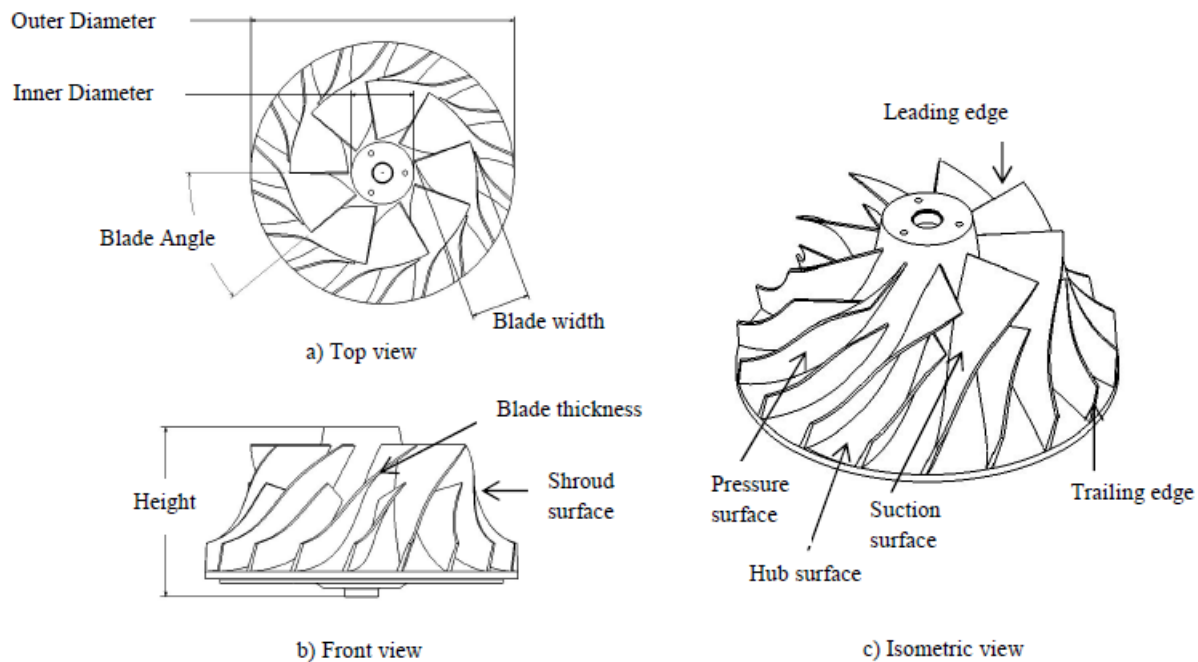 Outer Diameter
Inner Diameter
Blade Angle
Blade width
a) Top view
Blade thickness
Height
Shroud
surface
b) Front view
Leading edge
Pressure
surface
Suction
surface
Trailing edge
Hub surface
c) Isometric view